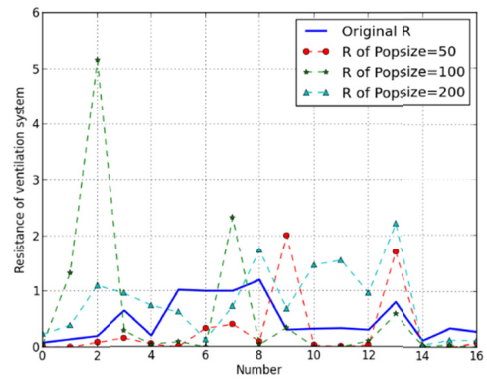 6
5
4
3
2
1
0
Resistance of ventilation system
Original R
R of Popsize=50
R of Popsize=100
R of Popsize=200
0 2 4 6 8 10 12 14 16
Number